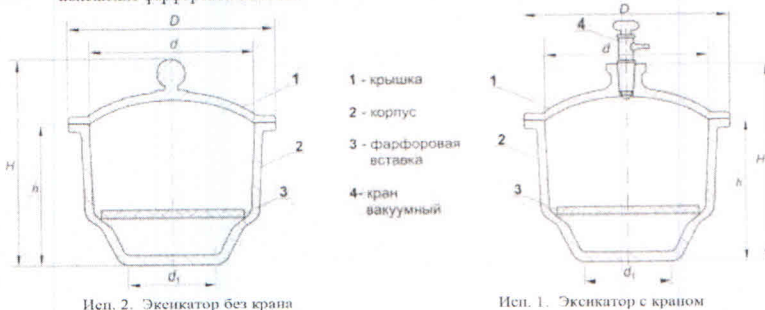 D
d
H
h
d₁
1
2
3
1 - крышка
2 - корпус
3 - фарфоровая
вставка
4- кран
вакуумный
4
D
d
1
2
3
H
h
d₁
Исп. 2. Эксикатор без крана
Исп. 1. Эксикатор с краном